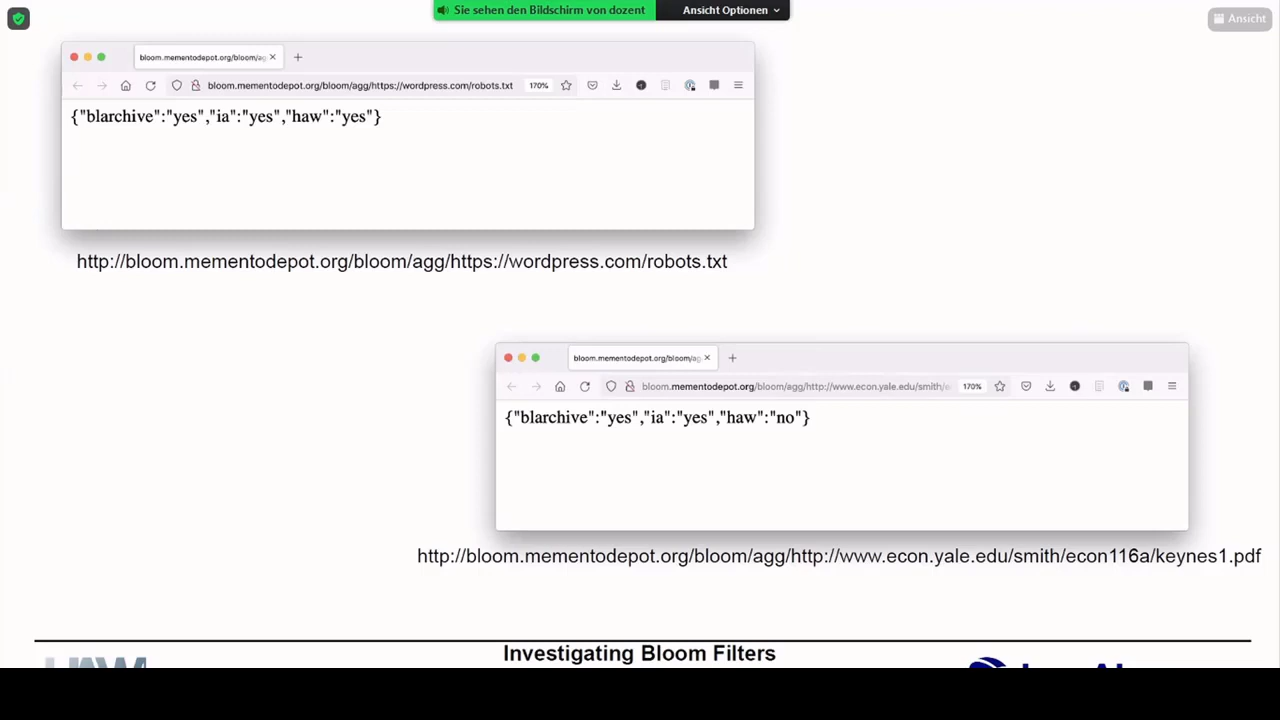 Sie sehen den Bildschirm von dozent
Ansicht Optionen
Ansicht
bloom.mementodepot.org/bloom/ag
bloom.mementodepot.org/bloom/agg/https://wordpress.com/robots.txt
170%
{"blarchive":"yes","ia":"yes","haw":"yes"}
http://bloom.mementodepot.org/bloom/agg/https://wordpress.com/robots.txt
bloom.mementodepot.org/bloom/ag
bloom.mementodepot.org/bloom/agg/http://www.econ.yale.edu/smith/e
170%
{"blarchive":"yes","ia":"yes","haw":"no"}
http://bloom.mementodepot.org/bloom/agg/http://www.econ.yale.edu/smith/econ116a/keynes1.pdf
Investigating Bloom Filters